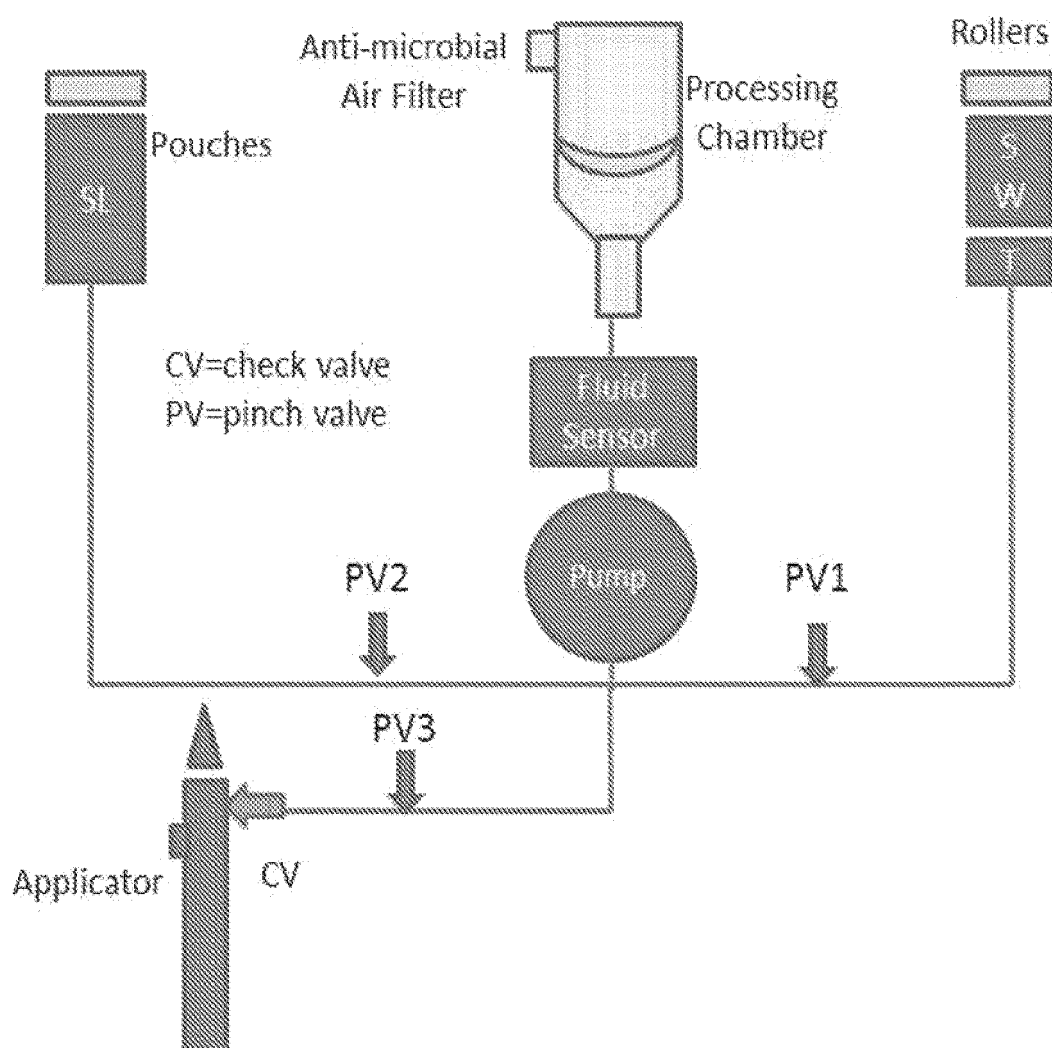 Anti-microbial
Air Filter
Rollers
Processing
Chamber
Pouches
SL
S
W
T
CV=check valve
PV=pinch valve
Fluid
Sensor
Pump
PV2
PV1
PV3
Applicator
CV